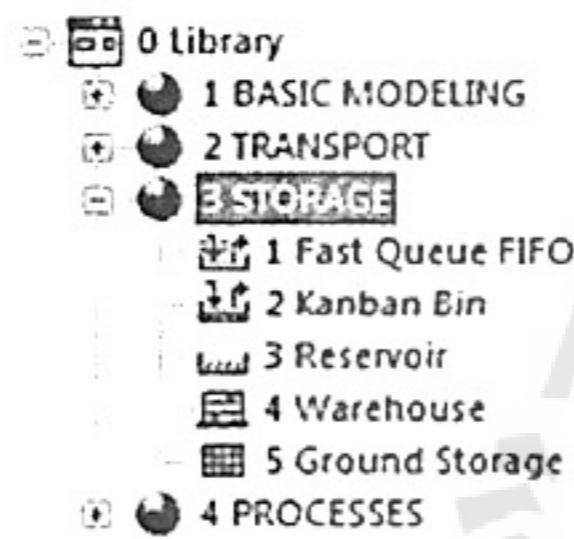 0 Library
1 BASIC MODELING
2 TRANSPORT
3 STORAGE
1 Fast Queue FIFO
2 Kanban Bin
3 Reservoir
4 Warehouse
5 Ground Storage
4 PROCESSES